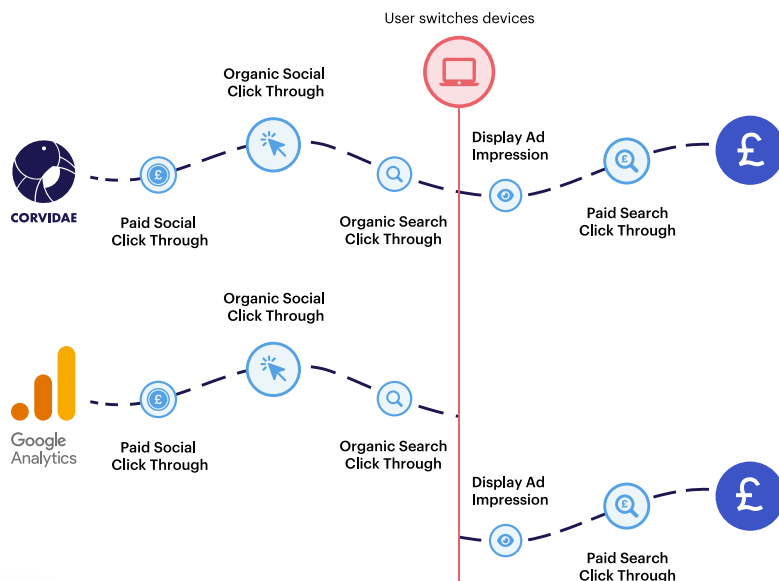 User switches devices
Organic Social
Click Through
Display Ad
Impression
£
£
£
CORVIDAE
Paid Social
Click Through
Organic Search
Click Through
Paid Search
Click Through
Organic Social
Click Through
£
Google
Analytics
Paid Social
Click Through
Organic Search
Click Through
Display Ad
Impression
£
£
Paid Search
Click Through